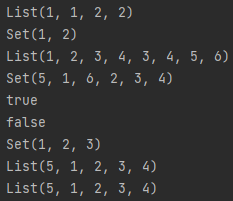 List(1, 1, 2, 2)
Set(1, 2)
List(1, 2, 3, 4, 3, 4, 5, 6)
Set(5, 1, 6, 2, 3, 4)
true
false
Set(1, 2, 3)
List(5, 1, 2, 3, 4)
List(5, 1, 2, 3, 4)